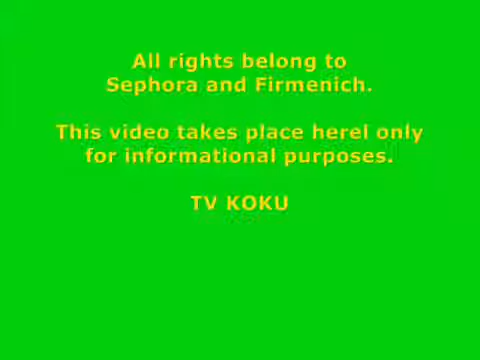 All rights belong to
Sephora and Firmenich.
This video takes place herel only
for informational purposes.
TV KOKU